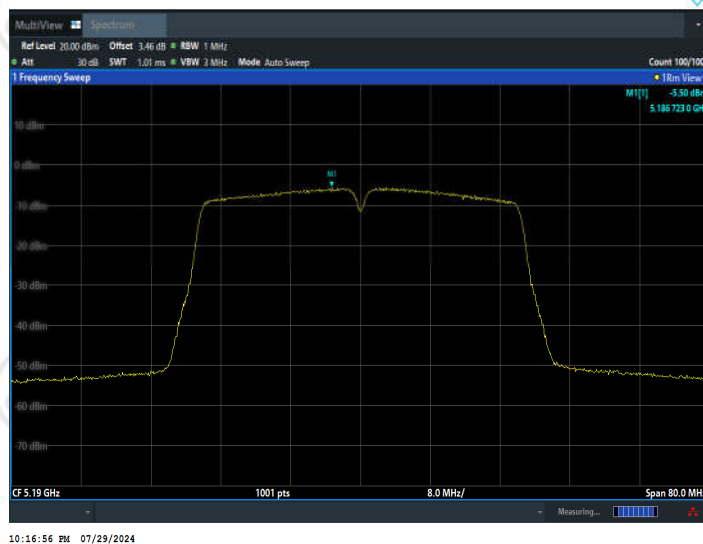 MultiView Spectrum
Ref Level 20.00 dBm Offset 3.46 dB RBW 1 MHz
Att 30 dB SWT 1.01 ms VBW 3 MHz Mode Auto Sweep Count 100/100
1 Frequency Sweep 1Rm View
M1[1] -5.50 dBm
5.186 723 0 GH
10 dBm
0 dBm
M1
-10 dBm
-20 dBm
-30 dBm
-40 dBm
-50 dBm
-60 dBm
-70 dBm
CF 5.19 GHz 1001 pts 8.0 MHz/ Span 80.0 MH
Measuring...
10:16:56 PM 07/29/2024